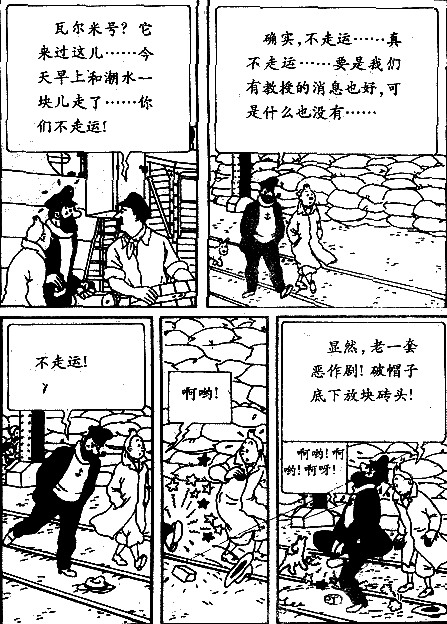 瓦尔米号？它
来过这儿……今
天早上和潮水一
块儿走了……你
们不走运！
确实，不走运……真
不走运……要是我们
有教授的消息也好，可
是什么也没有……
不走运！
啊哟！
显然，老一套
恶作剧！破帽子
底下放块砖头！
啊哟！啊
哟！啊呀！